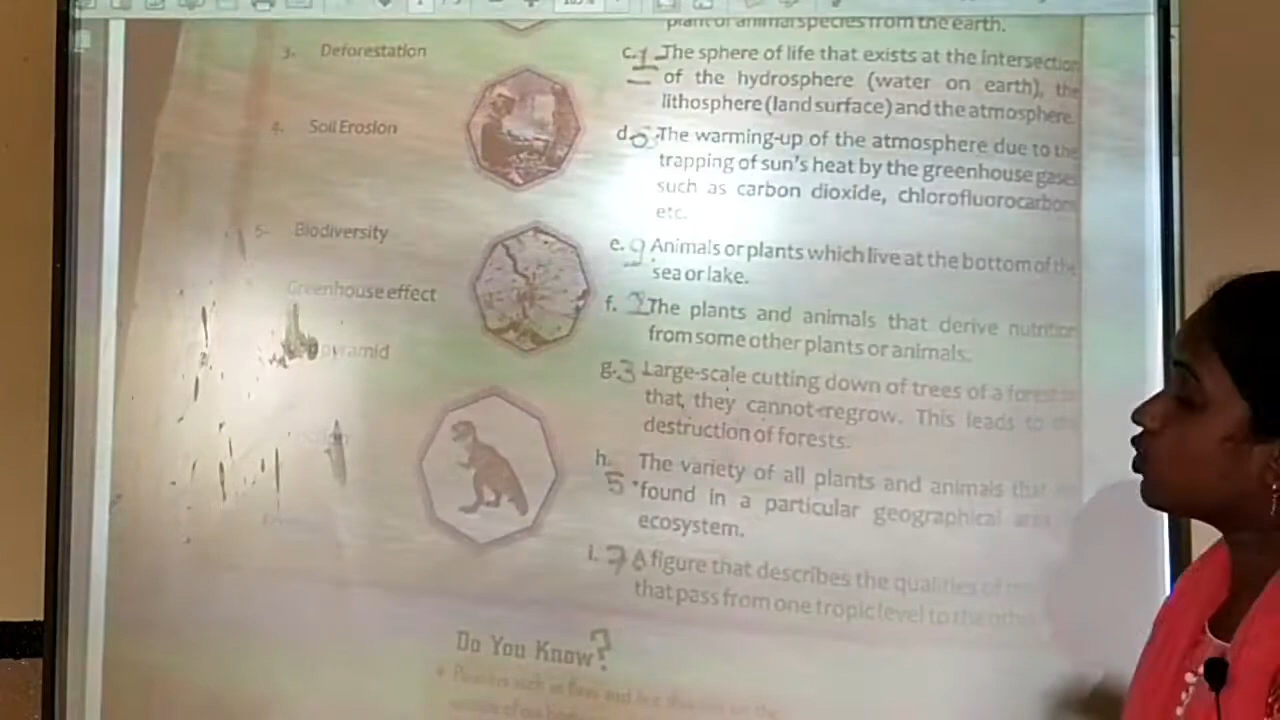 plant or animal species from the earth.
3. Deforestation
c. 1 The sphere of life that exists at the intersection
of the hydrosphere (water on earth), the
lithosphere (land surface) and the atmosphere.
4. Soil Erosion
d. 6 The warming-up of the atmosphere due to the
trapping of sun's heat by the greenhouse gases
such as carbon dioxide, chlorofluorocarbons
etc.
5. Biodiversity
e. 9 Animals or plants which live at the bottom of the
sea or lake.
Greenhouse effect
f. The plants and animals that derive nutrition
from some other plants or animals.
pyramid
g. 3 Large-scale cutting down of trees of a forest
that, they cannot regrow. This leads to the
destruction of forests.
h. 5 The variety of all plants and animals that
found in a particular geographical area
ecosystem.
i. 7 A figure that describes the qualities of
that pass from one tropic level to the other
Do You Know?